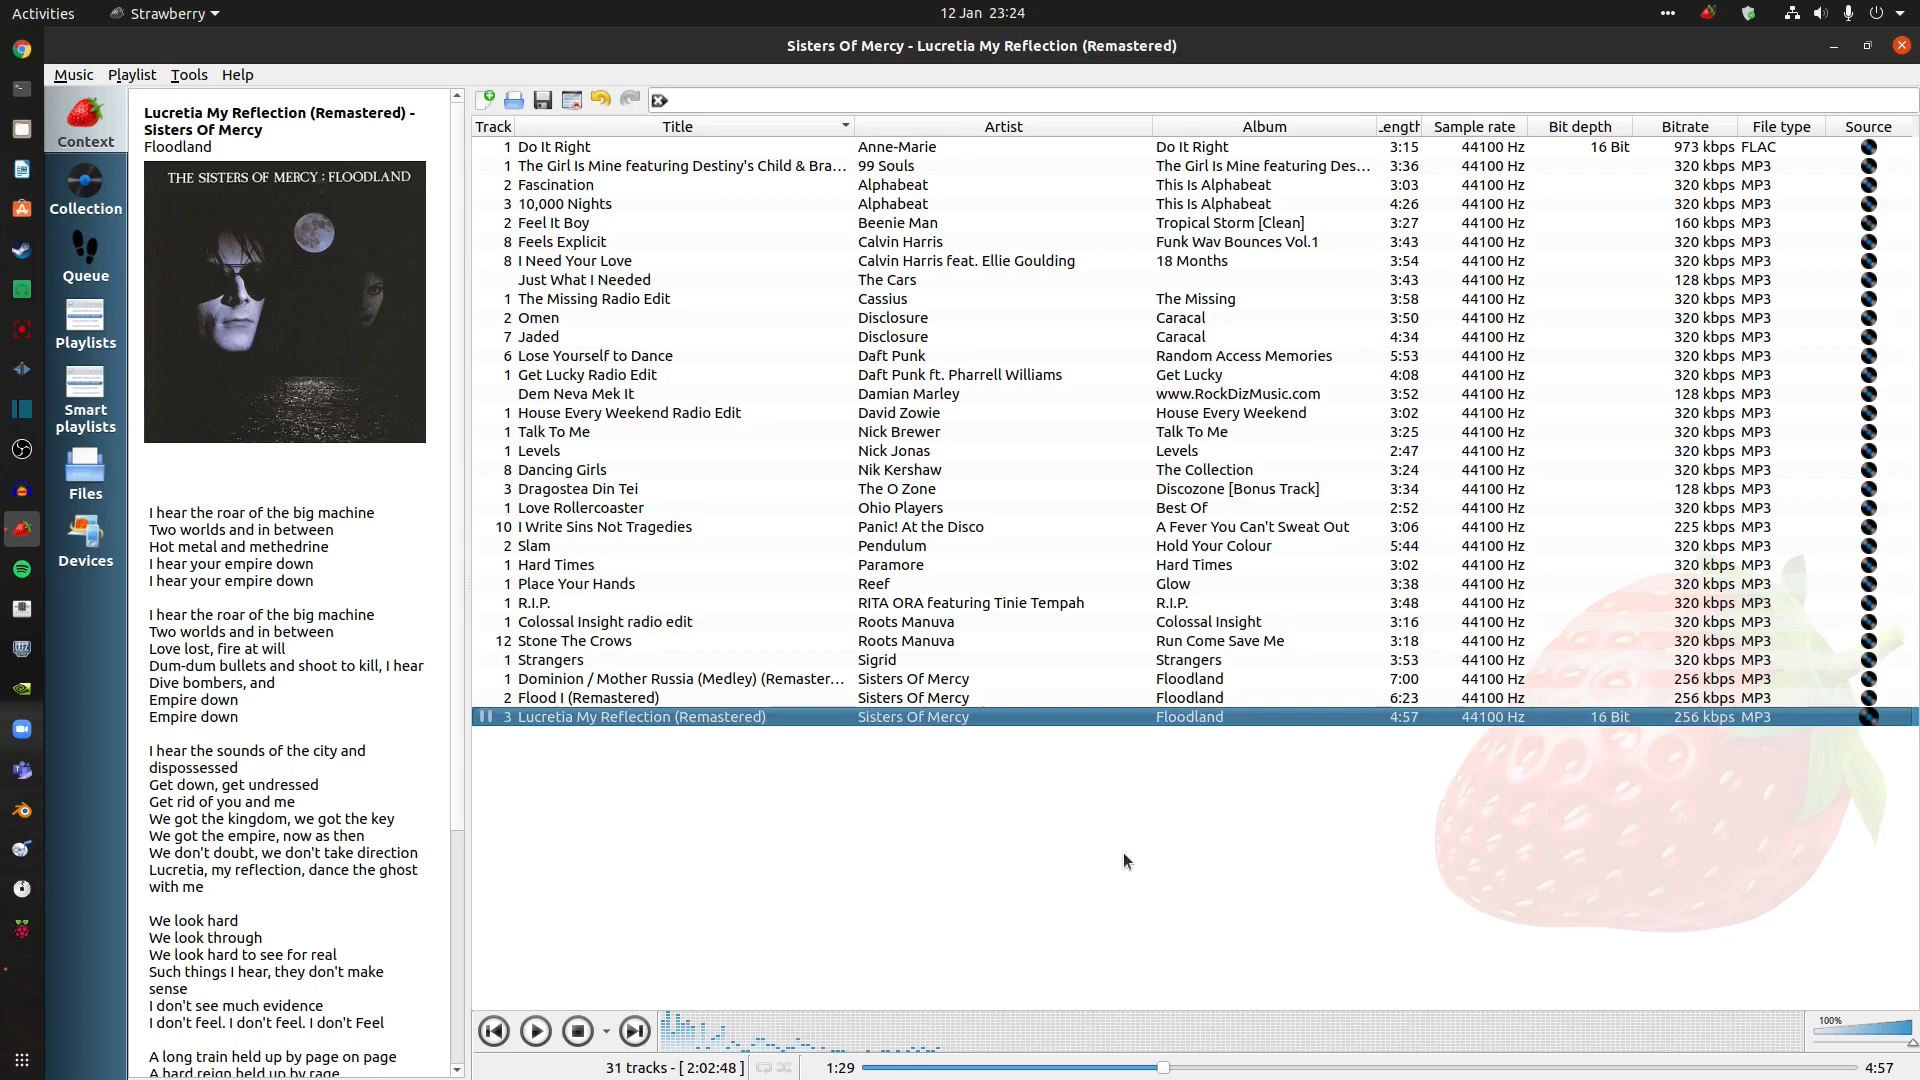 Activities
Strawberry
12 Jan 23:24
Sisters Of Mercy - Lucretia My Reflection (Remastered)
Music Playlist Tools Help
Context
Collection
Queue
Playlists
Smart
playlists
Files
Devices
Lucretia My Reflection (Remastered) -
Sisters Of Mercy
Floodland
THE SISTERS OF MERCY : FLOODLAND
I hear the roar of the big machine
Two worlds and in between
Hot metal and methedrine
I hear your empire down
I hear your empire down
I hear the roar of the big machine
Two worlds and in between
Love lost, fire at will
Dum-dum bullets and shoot to kill, I hear
Dive bombers, and
Empire down
Empire down
I hear the sounds of the city and
dispossessed
Get down, get undressed
Get rid of you and me
We got the kingdom, we got the key
We got the empire, now as then
We don't doubt, we don't take direction
Lucretia, my reflection, dance the ghost
with me
We look hard
We look through
We look hard to see for real
Such things I hear, they don't make
sense
I don't see much evidence
I don't feel. I don't feel. I don't Feel
A long train held up by page on page
A hard reign held up by rage
Track Title Artist Album Length Sample rate Bit depth Bitrate File type Source
1 Do It Right Anne-Marie Do It Right 3:15 44100 Hz 16 Bit 973 kbps FLAC
1 The Girl Is Mine featuring Destiny's Child & Bra... 99 Souls The Girl Is Mine featuring Des... 3:36 44100 Hz 320 kbps MP3
2 Fascination Alphabeat This Is Alphabeat 3:03 44100 Hz 320 kbps MP3
3 10,000 Nights Alphabeat This Is Alphabeat 4:26 44100 Hz 320 kbps MP3
2 Feel It Boy Beenie Man Tropical Storm [Clean] 3:27 44100 Hz 160 kbps MP3
8 Feels Explicit Calvin Harris Funk Wav Bounces Vol.1 3:43 44100 Hz 320 kbps MP3
8 I Need Your Love Calvin Harris feat. Ellie Goulding 18 Months 3:54 44100 Hz 320 kbps MP3
Just What I Needed The Cars 3:43 44100 Hz 128 kbps MP3
1 The Missing Radio Edit Cassius The Missing 3:58 44100 Hz 320 kbps MP3
2 Omen Disclosure Caracal 3:50 44100 Hz 320 kbps MP3
7 Jaded Disclosure Caracal 4:34 44100 Hz 320 kbps MP3
6 Lose Yourself to Dance Daft Punk Random Access Memories 5:53 44100 Hz 320 kbps MP3
1 Get Lucky Radio Edit Daft Punk ft. Pharrell Williams Get Lucky 4:08 44100 Hz 320 kbps MP3
Dem Neva Mek It Damian Marley www.RockDizMusic.com 3:52 44100 Hz 128 kbps MP3
1 House Every Weekend Radio Edit David Zowie House Every Weekend 3:02 44100 Hz 320 kbps MP3
1 Talk To Me Nick Brewer Talk To Me 3:25 44100 Hz 320 kbps MP3
1 Levels Nick Jonas Levels 2:47 44100 Hz 320 kbps MP3
8 Dancing Girls Nik Kershaw The Collection 3:24 44100 Hz 320 kbps MP3
3 Dragostea Din Tei The O Zone Discozone [Bonus Track] 3:34 44100 Hz 128 kbps MP3
1 Love Rollercoaster Ohio Players Best Of 2:52 44100 Hz 320 kbps MP3
10 I Write Sins Not Tragedies Panic! At the Disco A Fever You Can't Sweat Out 3:06 44100 Hz 225 kbps MP3
2 Slam Pendulum Hold Your Colour 5:44 44100 Hz 320 kbps MP3
1 Hard Times Paramore Hard Times 3:02 44100 Hz 320 kbps MP3
1 Place Your Hands Reef Glow 3:38 44100 Hz 320 kbps MP3
1 R.I.P. RITA ORA featuring Tinie Tempah R.I.P. 3:48 44100 Hz 320 kbps MP3
1 Colossal Insight radio edit Roots Manuva Colossal Insight 3:16 44100 Hz 320 kbps MP3
12 Stone The Crows Roots Manuva Run Come Save Me 3:18 44100 Hz 320 kbps MP3
1 Strangers Sigrid Strangers 3:53 44100 Hz 320 kbps MP3
1 Dominion / Mother Russia (Medley) (Remaster... Sisters Of Mercy Floodland 7:00 44100 Hz 256 kbps MP3
2 Flood I (Remastered) Sisters Of Mercy Floodland 6:23 44100 Hz 256 kbps MP3
3 Lucretia My Reflection (Remastered) Sisters Of Mercy Floodland 4:57 44100 Hz 16 Bit 256 kbps MP3
100%
31 tracks - [ 2:02:48 ]
1:29
4:57